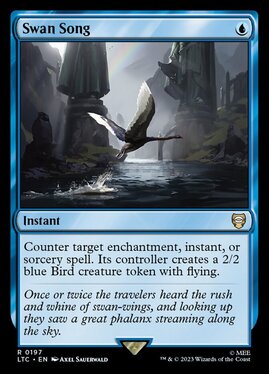 Swan Song
Instant
Counter target enchantment, instant, or
sorcery spell. Its controller creates a 2/2
blue Bird creature token with flying.
Once or twice the travelers heard the rush
and whine of swan-wings, and looking up
they saw a great phalanx streaming along
the sky.
R 0197
LTC • EN AXEL SAUERWALD
© MEE
™ & © 2023 Wizards of the Coast